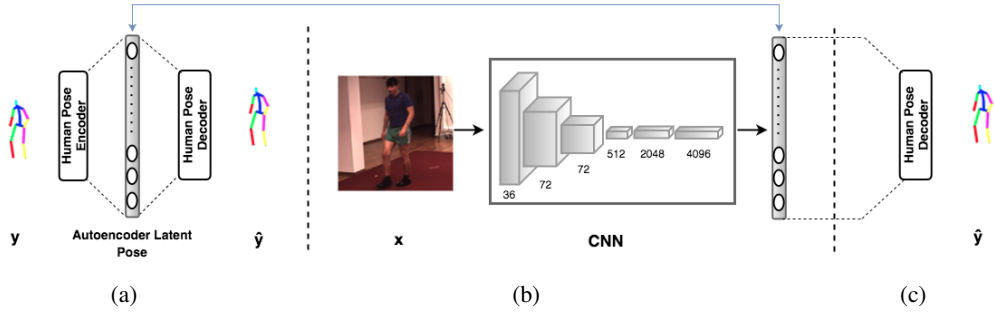 Human Pose
Encoder
Human Pose
Decoder
y
Autoencoder Latent
Pose
ŷ
(a)
x
36
72
72
512
2048
4096
CNN
(b)
Human Pose
Decoder
ŷ
(c)